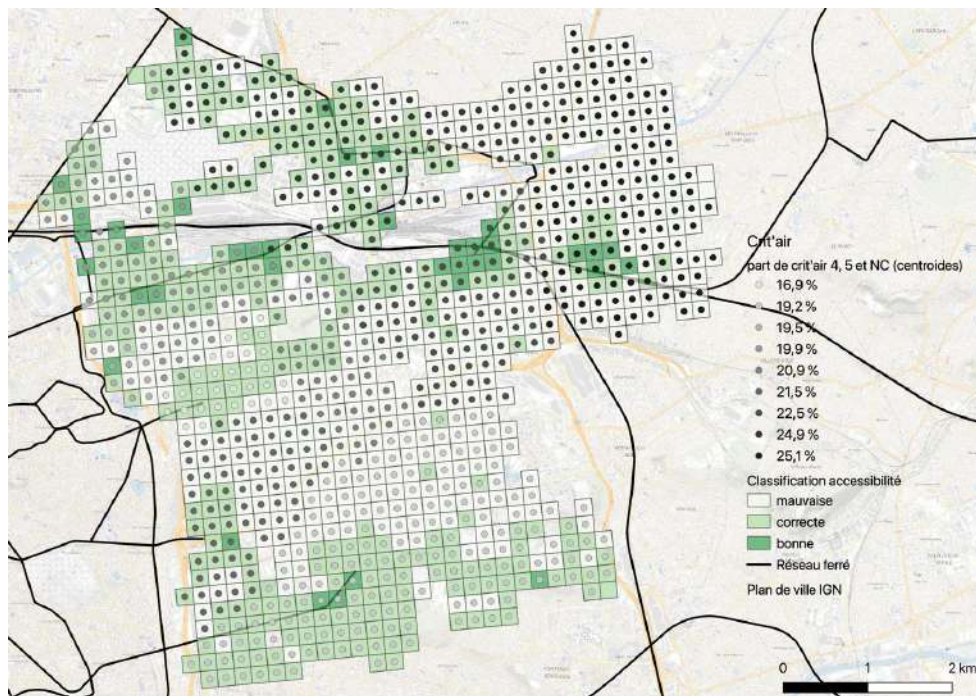 Crit'air
part de crit'air 4, 5 et NC (centroides)
16,9 %
19,2 %
19,5 %
19,9 %
20,9 %
21,5 %
22,5 %
24,9 %
25,1 %
Classification accessibilité
mauvaise
correcte
bonne
Réseau ferré
Plan de ville IGN
0 1 2 km